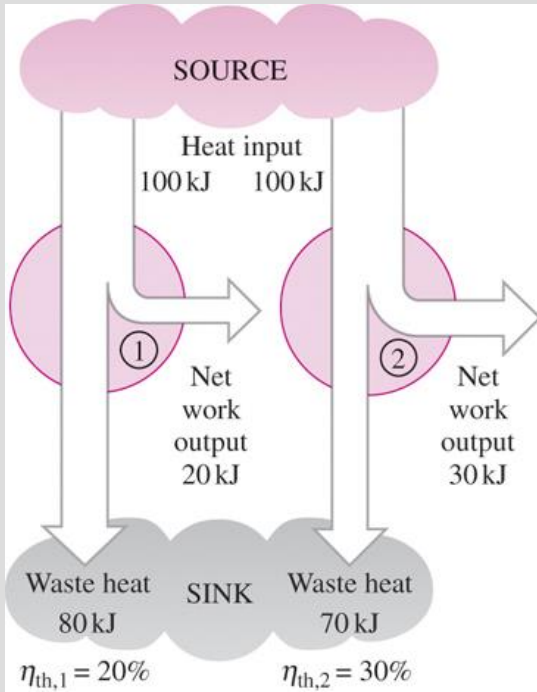 SOURCE
Heat input
100 kJ 100 kJ
1
Net
work
output
20 kJ
2
Net
work
output
30 kJ
Waste heat
80 kJ
SINK
Waste heat
70 kJ
ηth,1 = 20%
ηth,2 = 30%